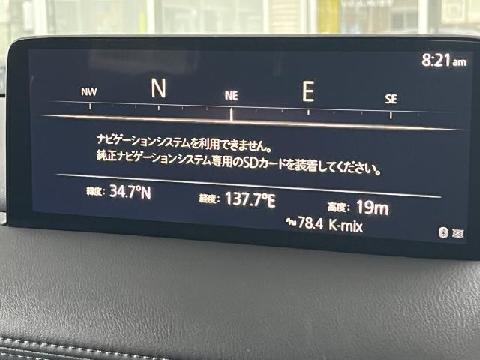 8:21 am
NW N NE E SE
ナビゲーションシステムを利用できません。
純正ナビゲーションシステム専用のSDカードを装着してください。
緯度: 34.7°N 経度: 137.7°E 高度: 19m
FM 78.4 K-mix